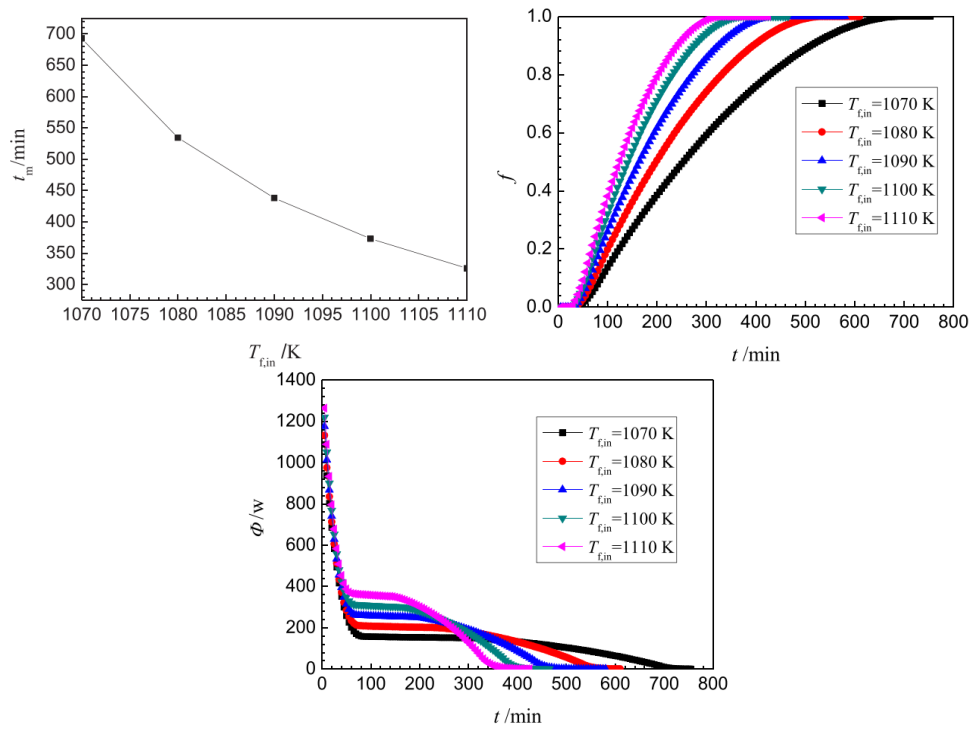 700
650
600
550
500
450
400
350
300
t_m/min
1070 1075 1080 1085 1090 1095 1100 1105 1110
T_f,in /K
1.0
0.8
0.6
0.4
0.2
0.0
f
T_f,in=1070 K
T_f,in=1080 K
T_f,in=1090 K
T_f,in=1100 K
T_f,in=1110 K
0 100 200 300 400 500 600 700 800
t /min
1400
1200
1000
800
600
400
200
0
Φ/w
T_f,in=1070 K
T_f,in=1080 K
T_f,in=1090 K
T_f,in=1100 K
T_f,in=1110 K
0 100 200 300 400 500 600 700 800
t /min